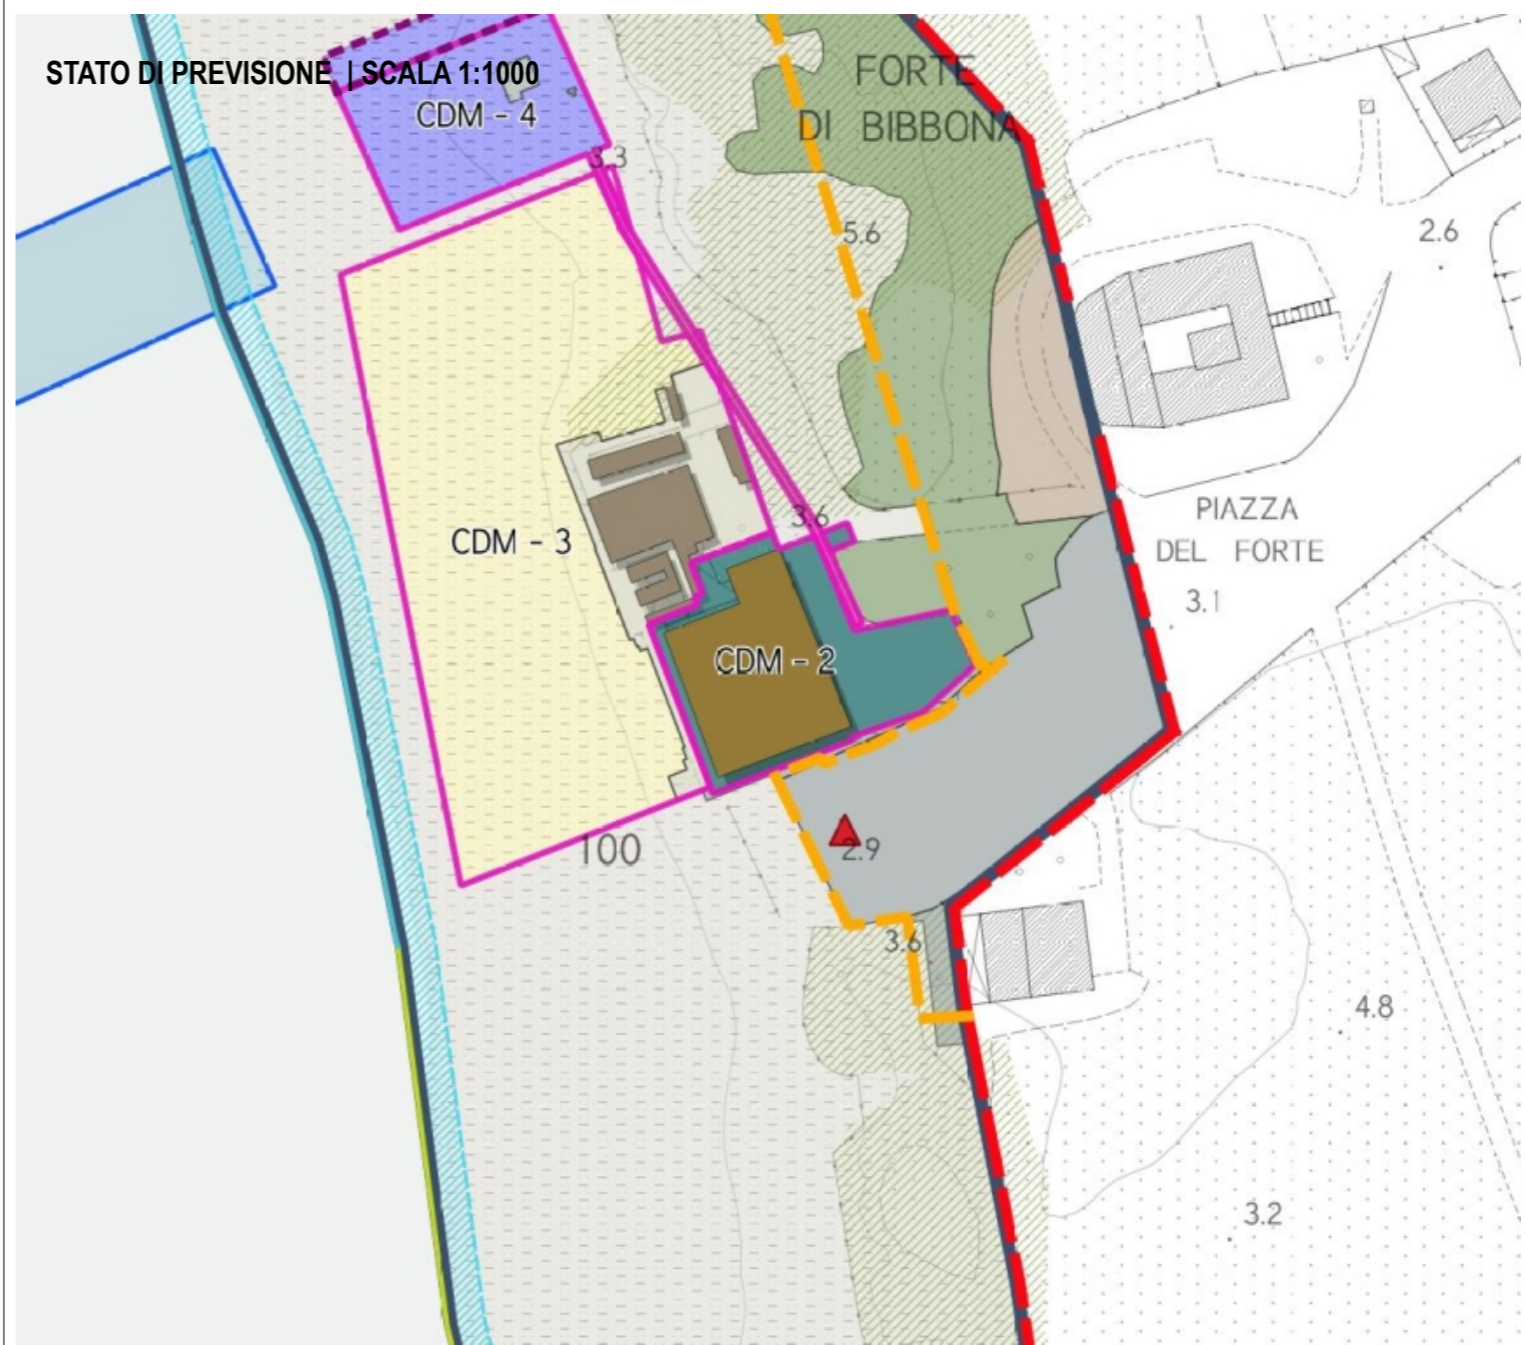 STATO DI PREVISIONE | SCALA 1:1000
FORTE
DI BIBBONA
CDM - 4
3.3
5.6
2.6
CDM - 3
3.6
PIAZZA
DEL FORTE
3.1
CDM - 2
100
2.9
3.6
4.8
3.2